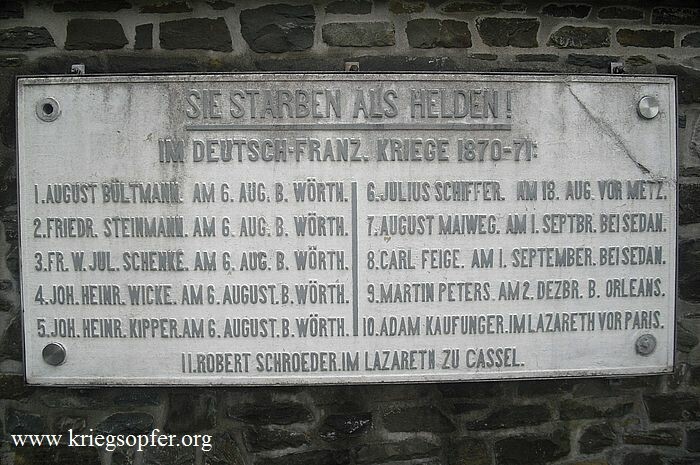 SIE STARBEN ALS HELDEN!
IM DEUTSCH-FRANZ. KRIEGE 1870-71:
1. AUGUST BÜLTMANN. AM 6. AUG. B. WÖRTH.
2. FRIEDR. STEINMANN. AM 6. AUG. B. WÖRTH.
3. FR. W. JUL. SCHENKE. AM 6. AUG. B. WÖRTH.
4. JOH. HEINR. WICKE. AM 6. AUGUST. B. WÖRTH.
5. JOH. HEINR. KIPPER. AM 6. AUGUST. B. WÖRTH.
6. JULIUS SCHIFFER. AM 18. AUG. VOR METZ.
7. AUGUST MAIWEG. AM 1. SEPTBR. BEI SEDAN.
8. CARL FEIGE. AM 1. SEPTEMBER. BEI SEDAN.
9. MARTIN PETERS. AM 2. DEZBR. B. ORLEANS.
10. ADAM KAUFUNGER. IM LAZARETH VOR PARIS.
11. ROBERT SCHROEDER. IM LAZARETH ZU CASSEL.
www.kriegsopfer.org